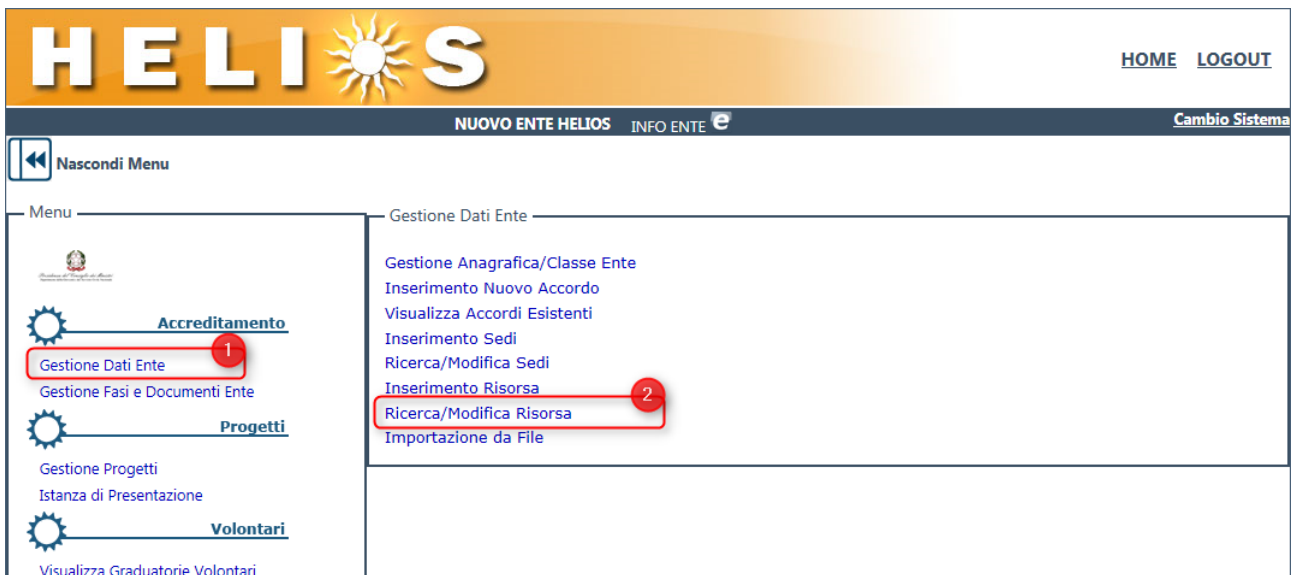 HELIOS
HOME LOGOUT
NUOVO ENTE HELIOS INFO ENTE e
Cambio Sistema
Nascondi Menu
Menu
Accreditamento
1
Gestione Dati Ente
Gestione Fasi e Documenti Ente
Progetti
Gestione Progetti
Istanza di Presentazione
Volontari
Visualizza Graduatorie Volontari
Gestione Dati Ente
Gestione Anagrafica/Classe Ente
Inserimento Nuovo Accordo
Visualizza Accordi Esistenti
Inserimento Sedi
Ricerca/Modifica Sedi
Inserimento Risorsa
2
Ricerca/Modifica Risorsa
Importazione da File